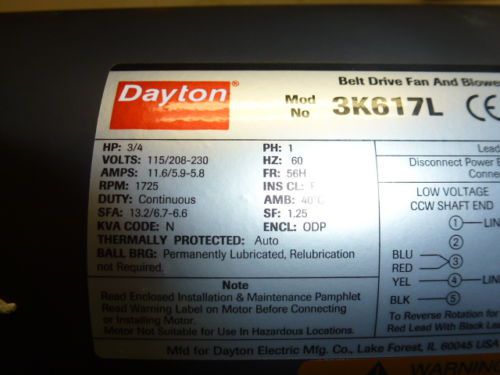 Dayton®
Belt Drive Fan And Blower
Mod No 3K617L CE
HP: 3/4 PH: 1
VOLTS: 115/208-230 HZ: 60
AMPS: 11.6/5.9-5.8 FR: 56H
RPM: 1725 INS CL:
DUTY: Continuous AMB: 40°C
SFA: 13.2/6.7-6.6 SF: 1.25
KVA CODE: N ENCL: ODP
THERMALLY PROTECTED: Auto
BALL BRG: Permanently Lubricated, Relubrication
not Required.
Note
Read Enclosed Installation & Maintenance Pamphlet
Read Warning Label on Motor Before Connecting
or Installing Motor.
Motor Not Suitable for Use In Hazardous Locations.
Mfd for Dayton Electric Mfg. Co., Lake Forest, IL 60045 USA
Lead
Disconnect Power B
Conne
LOW VOLTAGE
CCW SHAFT END
1 LINE
2
BLU
RED 3
YEL 4 LINE
BLK 5
To Reverse Rotation for
Red Lead With Black Lea
WARNING